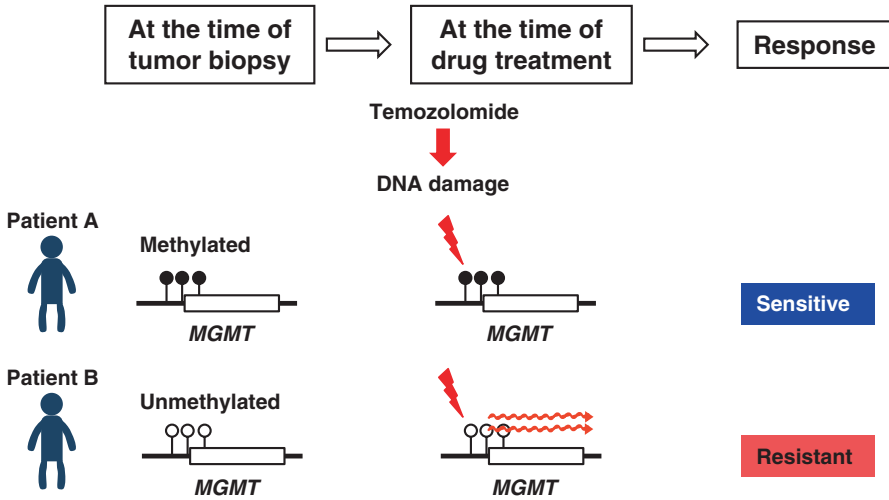 At the time of
tumor biopsy
At the time of
drug treatment
Response
Temozolomide
DNA damage
Patient A
Methylated
MGMT
MGMT
Sensitive
Patient B
Unmethylated
MGMT
MGMT
Resistant